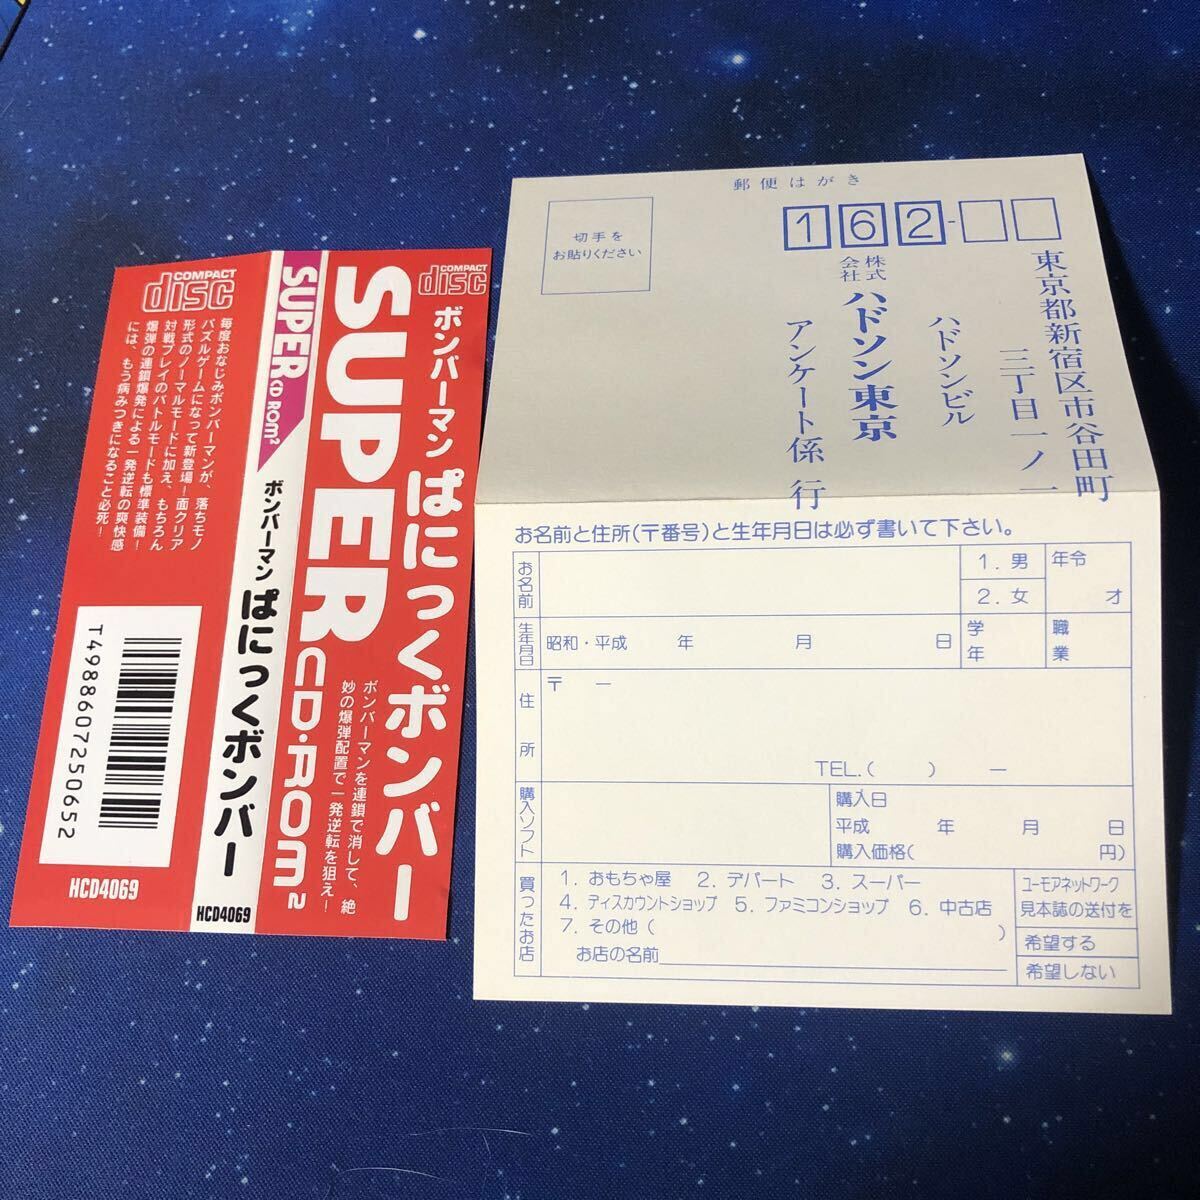 COMPACT
disc
毎度おなじみボンバーマンが、落ちモノ
パズルゲームになって新登場！面クリア
形式のノーマルモードに加え、もちろん
対戦プレイのバトルモードも標準装備！
爆弾の連鎖爆発による一発逆転の爽快感
には、もう病みつきになること必死！
T4988607250652
HCD4069
SUPER CD-ROM²
ボンバーマン ぱにっくボンバー
HCD4069
COMPACT
disc
ボンバーマン ぱにっくボンバー
SUPER CD・ROM²
ボンバーマンを連鎖で消して、絶
妙の爆弾配置で一発逆転を狙え！
郵便はがき
切手を
お貼りください
162-
東京都新宿区市谷田町
三丁目一ノ一
ハドソンビル
株式会社 ハドソン東京
アンケート係 行
お名前と住所(〒番号)と生年月日は必ず書いて下さい。
お名前
1. 男
2. 女
年令
才
生年月日
昭和・平成 年 月 日
学年
職業
住所
〒 ー
TEL.( ) ー
購入ソフト
購入日
平成 年 月 日
購入価格( 円)
買ったお店
1. おもちゃ屋 2. デパート 3. スーパー
4. ディスカウントショップ 5. ファミコンショップ 6. 中古店
7. その他( )
お店の名前
ユーモアネットワーク
見本誌の送付を
希望する
希望しない